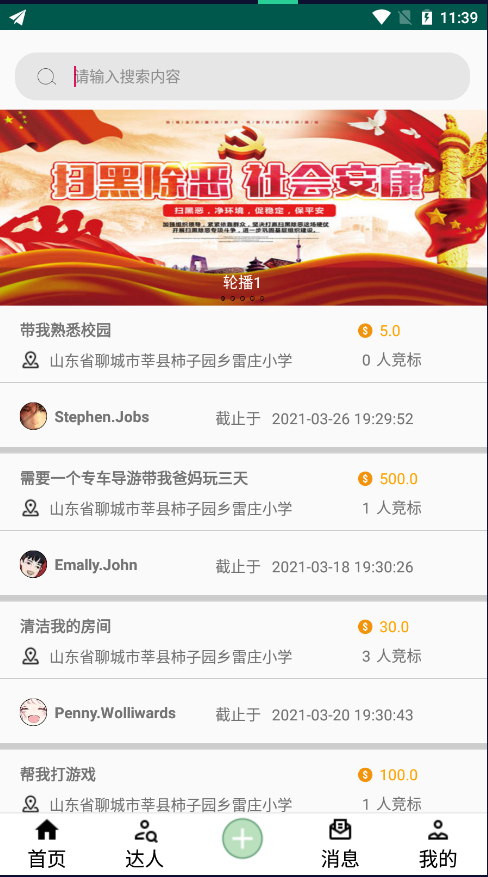 11:39
请输入搜索内容
扫黑除恶 社会安康
扫黑除恶，净环境，促稳定，保平安
轮播1
带我熟悉校园
$ 5.0
山东省聊城市莘县柿子园乡雷庄小学
0 人竞标
Stephen.Jobs
截止于 2021-03-26 19:29:52
需要一个专车导游带我爸妈玩三天
$ 500.0
山东省聊城市莘县柿子园乡雷庄小学
1 人竞标
Emally.John
截止于 2021-03-18 19:30:26
清洁我的房间
$ 30.0
山东省聊城市莘县柿子园乡雷庄小学
3 人竞标
Penny.Wolliwards
截止于 2021-03-20 19:30:43
帮我打游戏
$ 100.0
山东省聊城市莘县柿子园乡雷庄小学
1 人竞标
首页
达人
消息
我的